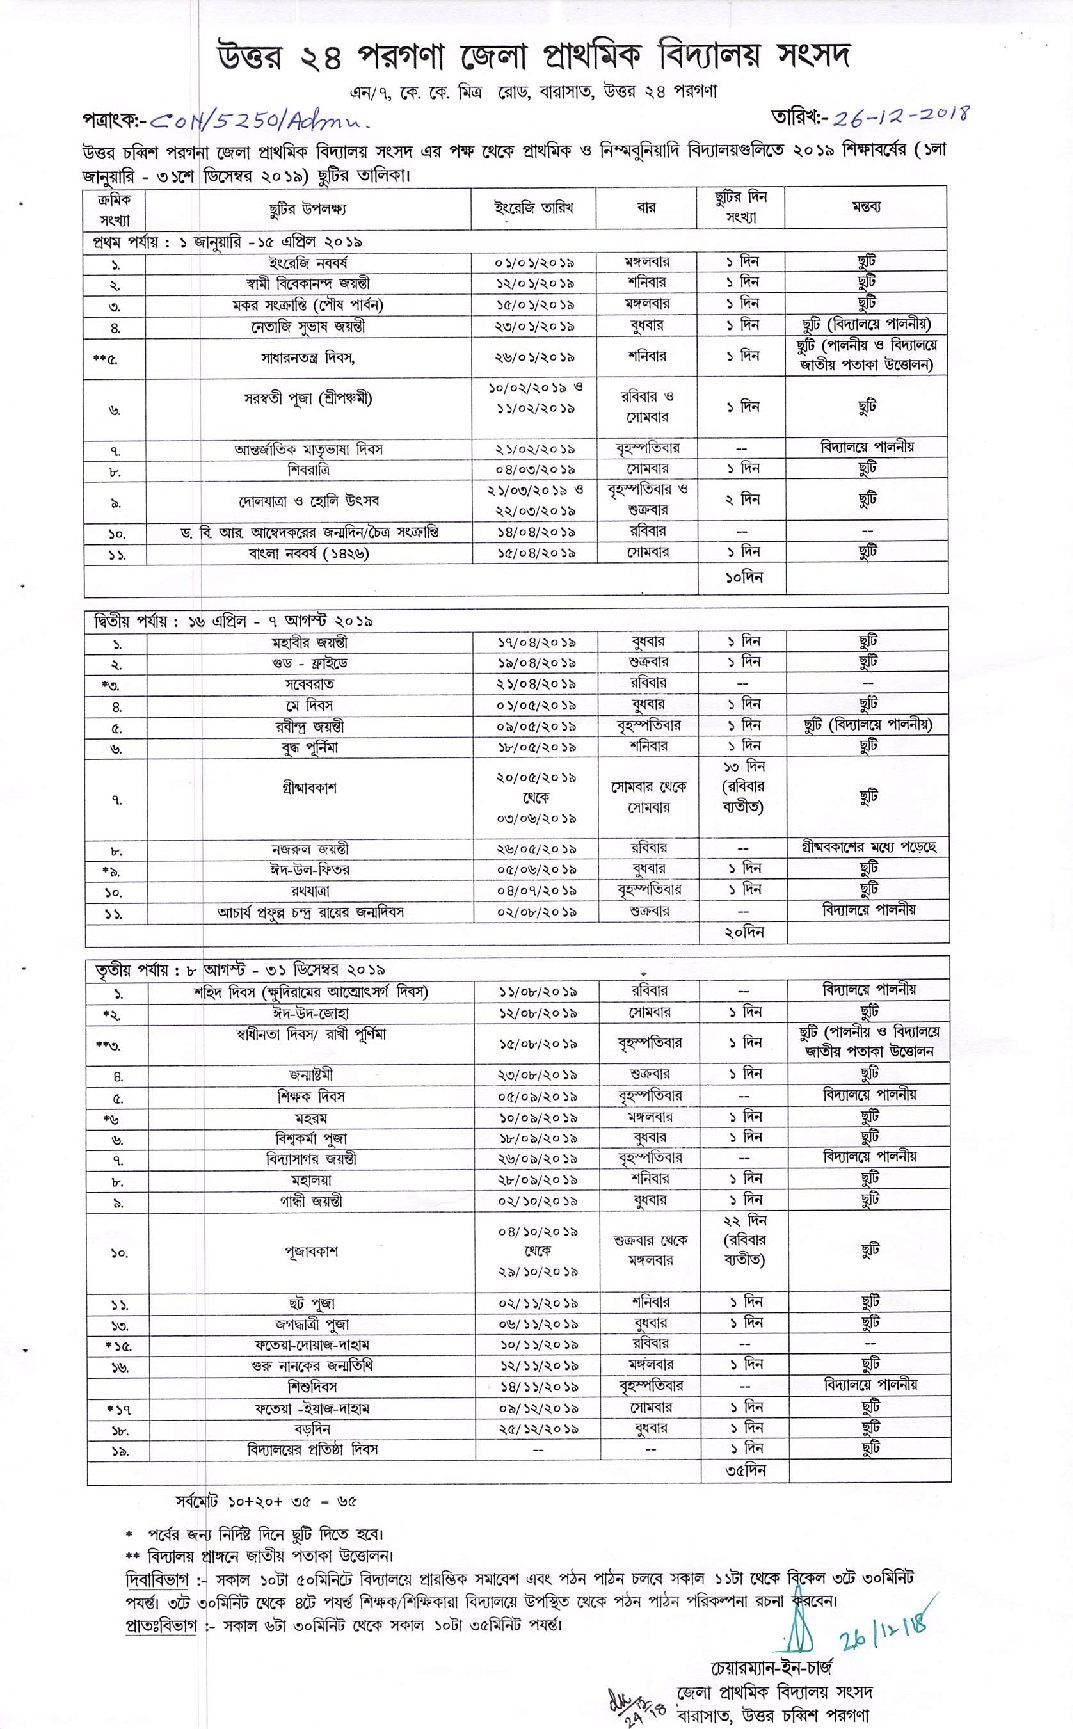 উত্তর ২৪ পরগণা জেলা প্রাথমিক বিদ্যালয় সংসদ
এন/৭, কে. কে. মিত্র রোড, বারাসাত, উত্তর ২৪ পরগণা
পত্রাংক:- CON/5250/Admn. তারিখ:- 26-12-2018
উত্তর চব্বিশ পরগনা জেলা প্রাথমিক বিদ্যালয় সংসদ এর পক্ষ থেকে প্রাথমিক ও নিম্মবুনিয়াদি বিদ্যালয়গুলিতে ২০১৯ শিক্ষাবর্ষের (১লা
জানুয়ারি - ৩১শে ডিসেম্বর ২০১৯) ছুটির তালিকা।
ক্রমিক সংখ্যা ছুটির উপলক্ষ্য ইংরেজি তারিখ বার ছুটির দিন সংখ্যা মন্তব্য
প্রথম পর্যায় : ১ জানুয়ারি -১৫ এপ্রিল ২০১৯
১. ইংরেজি নববর্ষ ০১/০১/২০১৯ মঙ্গলবার ১ দিন ছুটি
২. স্বামী বিবেকানন্দ জয়ন্তী ১২/০১/২০১৯ শনিবার ১ দিন ছুটি
৩. মকর সংক্রান্তি (পৌষ পার্বন) ১৫/০১/২০১৯ মঙ্গলবার ১ দিন ছুটি
৪. নেতাজি সুভাষ জয়ন্তী ২৩/০১/২০১৯ বুধবার ১ দিন ছুটি (বিদ্যালয়ে পালনীয়)
**৫. সাধারনতন্ত্র দিবস, ২৬/০১/২০১৯ শনিবার ১ দিন ছুটি (পালনীয় ও বিদ্যালয়ে জাতীয় পতাকা উত্তোলন)
৬. সরস্বতী পূজা (শ্রীপঞ্চমী) ১০/০২/২০১৯ ও ১১/০২/২০১৯ রবিবার ও সোমবার ১ দিন ছুটি
৭. আন্তর্জাতিক মাতৃভাষা দিবস ২১/০২/২০১৯ বৃহস্পতিবার -- বিদ্যালয়ে পালনীয়
৮. শিবরাত্রি ০৪/০৩/২০১৯ সোমবার ১ দিন ছুটি
৯. দোলযাত্রা ও হোলি উৎসব ২১/০৩/২০১৯ ও ২২/০৩/২০১৯ বৃহস্পতিবার ও শুক্রবার ২ দিন ছুটি
১০. ড. বি. আর. আম্বেদকরের জন্মদিন/চৈত্র সংক্রান্তি ১৪/০৪/২০১৯ রবিবার -- --
১১. বাংলা নববর্ষ (১৪২৬) ১৫/০৪/২০১৯ সোমবার ১ দিন ছুটি
১০দিন
দ্বিতীয় পর্যায় : ১৬ এপ্রিল - ৭ আগস্ট ২০১৯
১. মহাবীর জয়ন্তী ১৭/০৪/২০১৯ বুধবার ১ দিন ছুটি
২. গুড - ফ্রাইডে ১৯/০৪/২০১৯ শুক্রবার ১ দিন ছুটি
*৩. সবেবরাত ২১/০৪/২০১৯ রবিবার -- --
৪. মে দিবস ০১/০৫/২০১৯ বুধবার ১ দিন ছুটি
৫. রবীন্দ্র জয়ন্তী ০৯/০৫/২০১৯ বৃহস্পতিবার ১ দিন ছুটি (বিদ্যালয়ে পালনীয়)
৬. বুদ্ধ পূর্নিমা ১৮/০৫/২০১৯ শনিবার ১ দিন ছুটি
৭. গ্রীষ্মাবকাশ ২০/০৫/২০১৯ থেকে ০৩/০৬/২০১৯ সোমবার থেকে সোমবার ১৩ দিন (রবিবার ব্যতীত) ছুটি
৮. নজরুল জয়ন্তী ২৬/০৫/২০১৯ রবিবার -- গ্রীষ্মবকাশের মধ্যে পড়েছে
*৯. ঈদ-উল-ফিতর ০৫/০৬/২০১৯ বুধবার ১ দিন ছুটি
১০. রথযাত্রা ০৪/০৭/২০১৯ বৃহস্পতিবার ১ দিন ছুটি
১১. আচার্য প্রফুল্ল চন্দ্র রায়ের জন্মদিবস ০২/০৮/২০১৯ শুক্রবার -- বিদ্যালয়ে পালনীয়
২০দিন
তৃতীয় পর্যায় : ৮ আগস্ট - ৩১ ডিসেম্বর ২০১৯
১. শহিদ দিবস (ক্ষুদিরামের আত্মোৎসর্গ দিবস) ১১/০৮/২০১৯ রবিবার -- বিদ্যালয়ে পালনীয়
*২. ঈদ-উদ-জোহা ১২/০৮/২০১৯ সোমবার ১ দিন ছুটি
**৩. স্বাধীনতা দিবস/ রাখী পূর্ণিমা ১৫/০৮/২০১৯ বৃহস্পতিবার ১ দিন ছুটি (পালনীয় ও বিদ্যালয়ে জাতীয় পতাকা উত্তোলন
৪. জন্মাষ্টমী ২৩/০৮/২০১৯ শুক্রবার ১ দিন ছুটি
৫. শিক্ষক দিবস ০৫/০৯/২০১৯ বৃহস্পতিবার -- বিদ্যালয়ে পালনীয়
*৬ মহরম ১০/০৯/২০১৯ মঙ্গলবার ১ দিন ছুটি
৬. বিশ্বকর্মা পূজা ১৮/০৯/২০১৯ বুধবার ১ দিন ছুটি
৭. বিদ্যাসাগর জয়ন্তী ২৬/০৯/২০১৯ বৃহস্পতিবার -- বিদ্যালয়ে পালনীয়
৮. মহালয়া ২৮/০৯/২০১৯ শনিবার ১ দিন ছুটি
৯. গান্ধী জয়ন্তী ০২/১০/২০১৯ বুধবার ১ দিন ছুটি
১০. পূজাবকাশ ০৪/১০/২০১৯ থেকে ২৯/১০/২০১৯ শুক্রবার থেকে মঙ্গলবার ২২ দিন (রবিবার ব্যতীত) ছুটি
১১. ছট পূজা ০২/১১/২০১৯ শনিবার ১ দিন ছুটি
১৩. জগদ্ধাত্রী পূজা ০৬/১১/২০১৯ বুধবার ১ দিন ছুটি
*১৫. ফতেয়া-দোয়াজ-দাহাম ১০/১১/২০১৯ রবিবার -- --
১৬. গুরু নানকের জন্মতিথি ১২/১১/২০১৯ মঙ্গলবার ১ দিন ছুটি
শিশুদিবস ১৪/১১/২০১৯ বৃহস্পতিবার -- বিদ্যালয়ে পালনীয়
*১৭ ফতেয়া -ইয়াজ-দাহাম ০৯/১২/২০১৯ সোমবার ১ দিন ছুটি
১৮. বড়দিন ২৫/১২/২০১৯ বুধবার ১ দিন ছুটি
১৯. বিদ্যালয়ের প্রতিষ্ঠা দিবস -- -- ১ দিন ছুটি
৩৫দিন
সর্বমোট ১০+২০+ ৩৫ - ৬৫
* পর্বের জন্য নির্দিষ্ট দিনে ছুটি দিতে হবে।
** বিদ্যালয় প্রাঙ্গনে জাতীয় পতাকা উত্তোলন।
দিবাবিভাগ :- সকাল ১০টা ৫০মিনিটে বিদ্যালয়ে প্রারম্ভিক সমাবেশ এবং পঠন পাঠন চলবে সকাল ১১টা থেকে বিকেল ৩টে ৩০মিনিট
পযর্ন্ত। ৩টে ৩০মিনিট থেকে ৪টে পযর্ন্ত শিক্ষক/শিক্ষিকারা বিদ্যালয়ে উপস্থিত থেকে পঠন পাঠন পরিকল্পনা রচনা করবেন।
প্রাতঃবিভাগ :- সকাল ৬টা ৩০মিনিট থেকে সকাল ১০টা ৩৫মিনিট পযর্ন্ত।
26/12/18
চেয়ারম্যান-ইন-চার্জ
জেলা প্রাথমিক বিদ্যালয় সংসদ
বারাসাত, উত্তর চব্বিশ পরগণা